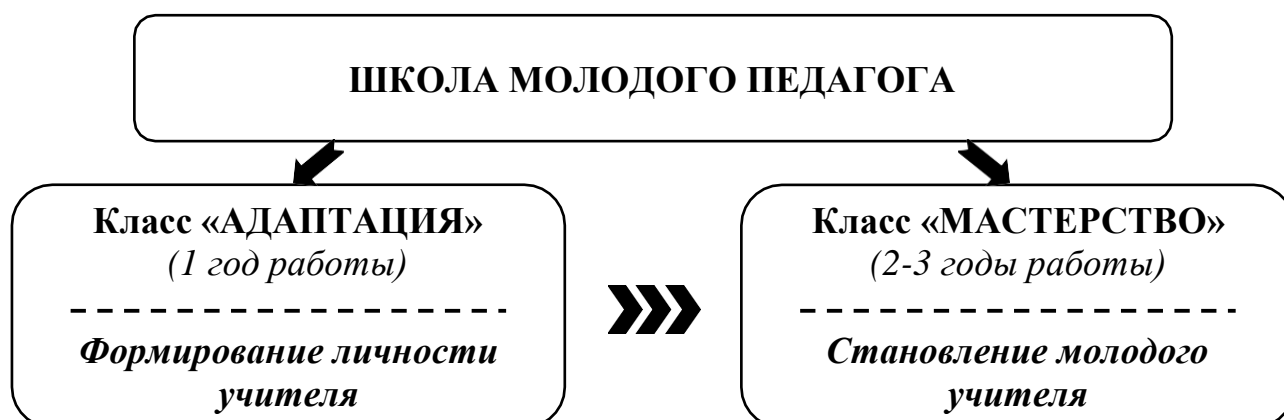 ШКОЛА МОЛОДОГО ПЕДАГОГА
Класс «АДАПТАЦИЯ»
(1 год работы)
Формирование личности
учителя
Класс «МАСТЕРСТВО»
(2-3 годы работы)
Становление молодого
учителя